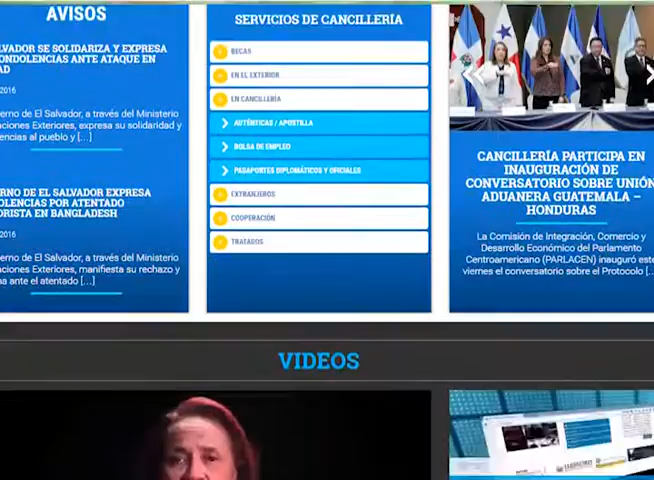 AVISOS
LVADOR SE SOLIDARIZA Y EXPRESA
ONDOLENCIAS ANTE ATAQUE EN
AD
2016
erno de El Salvador, a través del Ministerio
aciones Exteriores, expresa su solidaridad y
encias al pueblo y [...]
RNO DE EL SALVADOR EXPRESA
OLENCIAS POR ATENTADO
ORISTA EN BANGLADESH
2016
erno de El Salvador, a través del Ministerio
aciones Exteriores, manifiesta su rechazo y
na ante el atentado [...]
SERVICIOS DE CANCILLERÍA
BECAS
EN EL EXTERIOR
EN CANCILLERÍA
AUTÉNTICAS / APOSTILLA
BOLSA DE EMPLEO
PASAPORTES DIPLOMÁTICOS Y OFICIALES
EXTRANJEROS
COOPERACIÓN
TRATADOS
CANCILLERÍA PARTICIPA EN
INAUGURACIÓN DE
CONVERSATORIO SOBRE UNIÓN
ADUANERA GUATEMALA –
HONDURAS
La Comisión de Integración, Comercio y
Desarrollo Económico del Parlamento
Centroamericano (PARLACEN) inauguró este
viernes el conversatorio sobre el Protocolo [...
VIDEOS